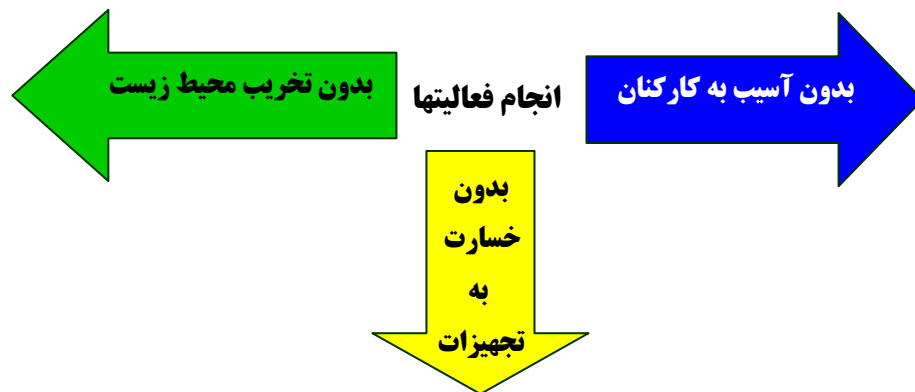 بدون آسیب به کارکنان
انجام فعالیتها
بدون تخریب محیط زیست
بدون
خسارت
به
تجهیزات